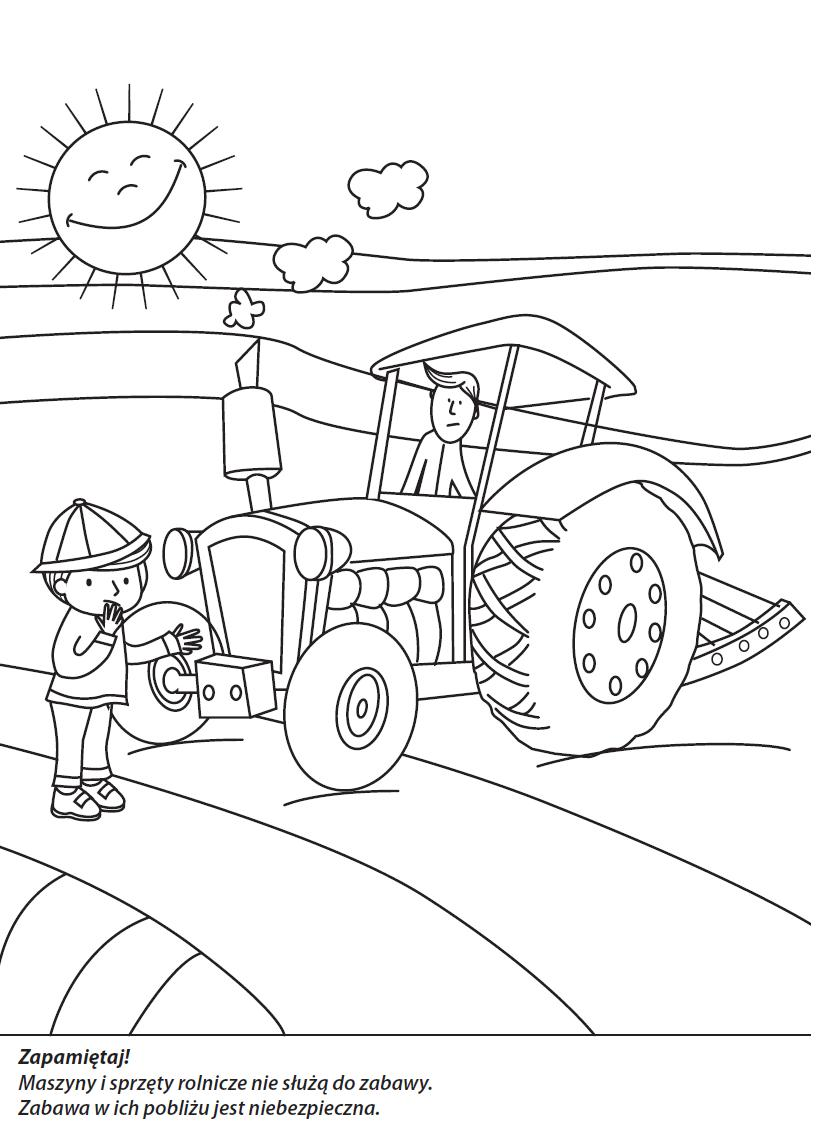 Zapamiętaj!
Maszyny i sprzęty rolnicze nie służą do zabawy.
Zabawa w ich pobliżu jest niebezpieczna.